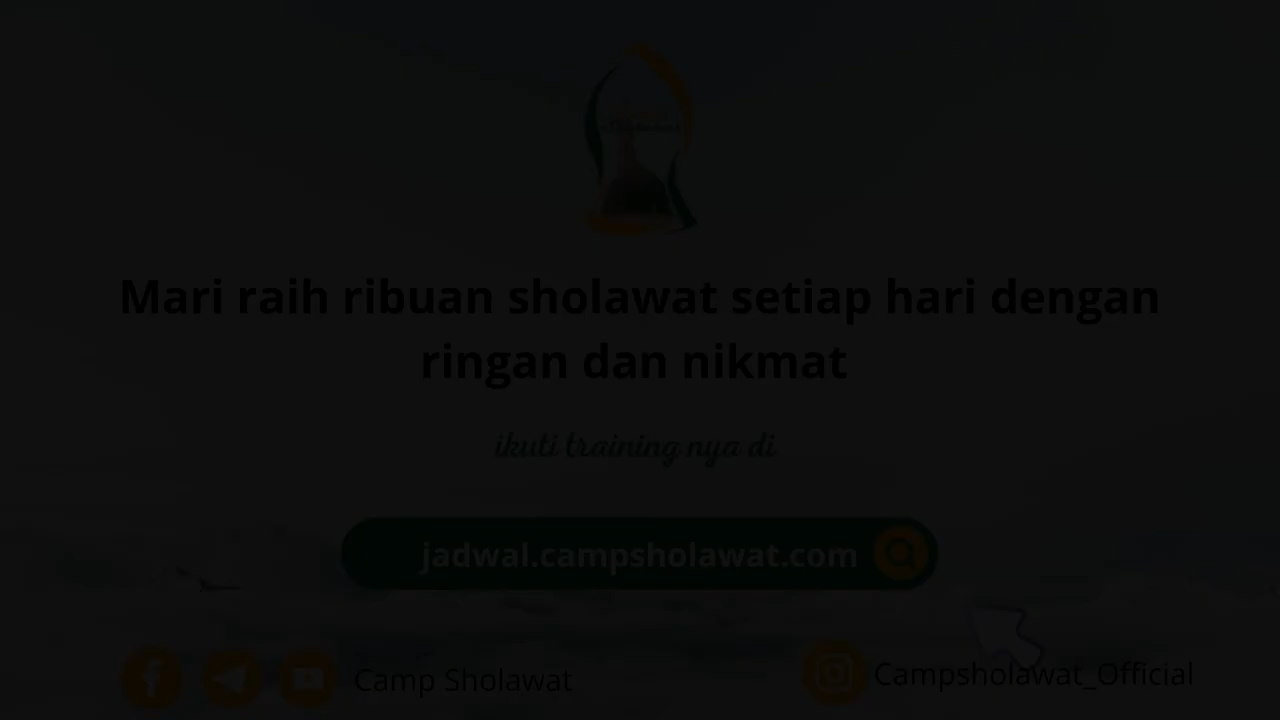 Mari raih ribuan sholawat setiap hari dengan
ringan dan nikmat
ikuti training nya di
jadwal.campsholawat.com
Camp Sholawat
Campsholawat_Official